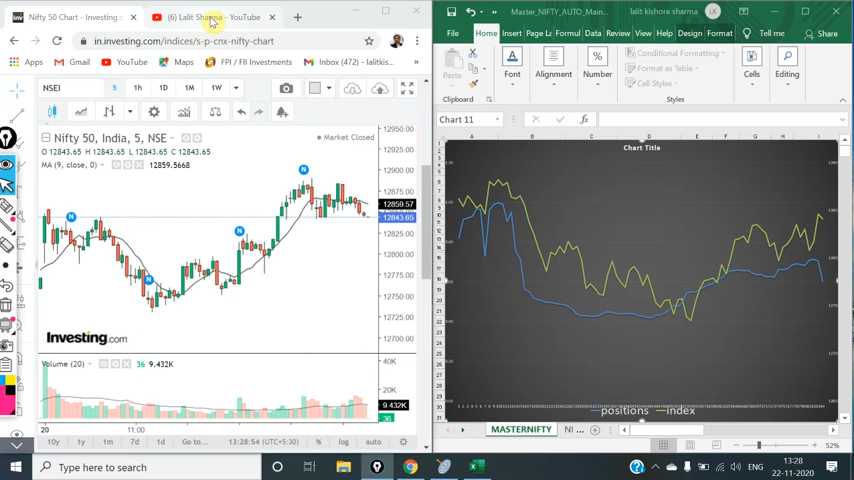 Nifty 50 Chart - Investing.co
(6) Lalit Sharma - YouTube
in.investing.com/indices/s-p-cnx-nifty-chart
Apps
Gmail
YouTube
Maps
FPI / FII Investments
Inbox (472) - lalitkis...
NSEI
5
1h
1D
1M
1W
Nifty 50, India, 5, NSE
Market Closed
O 12843.65 H 12843.65 L 12843.65 C 12843.65
MA (9, close, 0)
12859.5668
12950.00
12925.00
12900.00
12875.00
12859.57
12843.65
12825.00
12800.00
12775.00
12750.00
12725.00
12700.00
N
N
N
N
Investing.com
Volume (20)
36 9.432K
40K
20K
9.432K
36
20
11:00
10y
1y
1m
7d
1d
Go to...
13:28:54 (UTC+5:30)
%
log
auto
Master_NIFTY_AUTO_Main...
lalit kishore sharma
LK
File
Home
Insert
Page La
Formul
Data
Review
View
Help
Design
Format
Tell me
Share
Paste
Clipboard
Font
Alignment
Number
Conditional Formatting
Format as Table
Cell Styles
Styles
Cells
Editing
Chart 11
fx
A
B
C
D
E
F
G
H
I
Chart Title
positions
index
MASTERNIFTY
NI ...
52%
Type here to search
ENG
13:28
22-11-2020